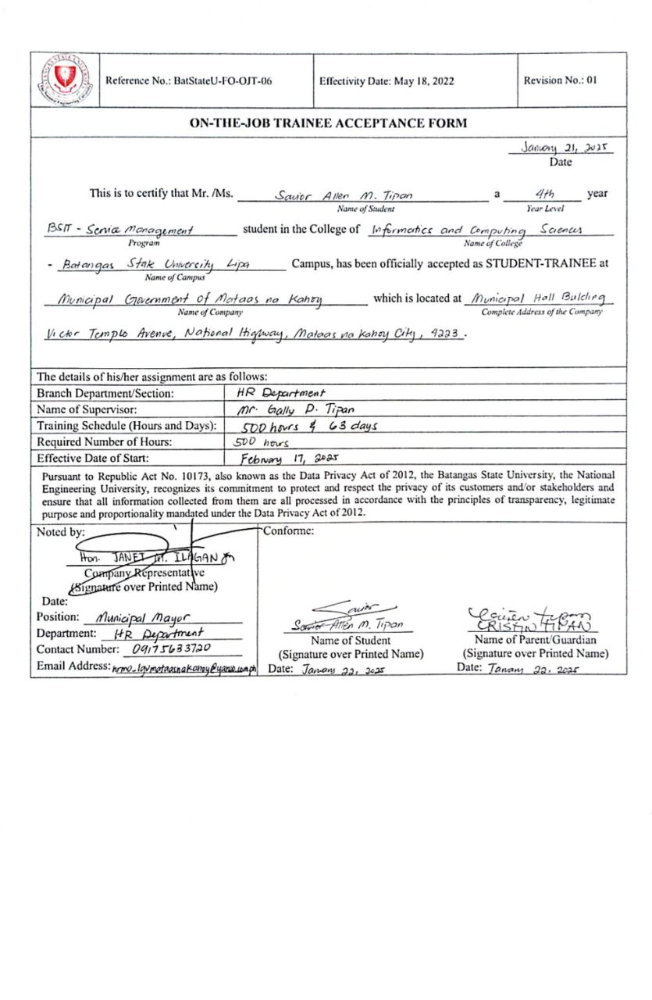 Reference No.: BatStateU-FO-OJT-06
Effectivity Date: May 18, 2022
Revision No.: 01
ON-THE-JOB TRAINEE ACCEPTANCE FORM
January 21, 2025
Date
This is to certify that Mr. /Ms. Savior Allen M. Tipan a 4th year
Name of Student Year Level
BSIT - Service Management student in the College of Informatics and Computing Sciences
Program Name of College
- Batangas State University Lipa Campus, has been officially accepted as STUDENT-TRAINEE at
Name of Campus
Municipal Government of Mataas na Kahoy which is located at Municipal Hall Building
Name of Company Complete Address of the Company
Victor Templo Avenue, National Highway, Mataas na Kahoy City, 4223.
The details of his/her assignment are as follows:
Branch Department/Section: HR Department
Name of Supervisor: Mr. Gally D. Tipan
Training Schedule (Hours and Days): 500 hours & 63 days
Required Number of Hours: 500 hours
Effective Date of Start: February 17, 2025
Pursuant to Republic Act No. 10173, also known as the Data Privacy Act of 2012, the Batangas State University, the National
Engineering University, recognizes its commitment to protect and respect the privacy of its customers and/or stakeholders and
ensure that all information collected from them are all processed in accordance with the principles of transparency, legitimate
purpose and proportionality mandated under the Data Privacy Act of 2012.
Noted by:
Hon. JANET M. ILAGAN
Company Representative
(Signature over Printed Name)
Date:
Position: Municipal Mayor
Department: HR Department
Contact Number: 09175633720
Email Address:
Conforme:
Savior
Savior Allen M. Tipan
Name of Student
(Signature over Printed Name)
Date: January 22, 2025
CRISTIN TIPAN
Name of Parent/Guardian
(Signature over Printed Name)
Date: January 22, 2025